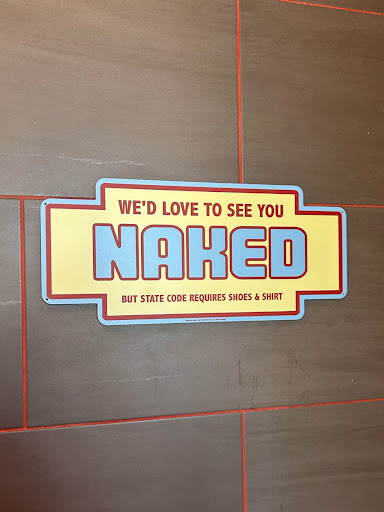 WE'D LOVE TO SEE YOU
NAKED
BUT STATE CODE REQUIRES SHOES & SHIRT